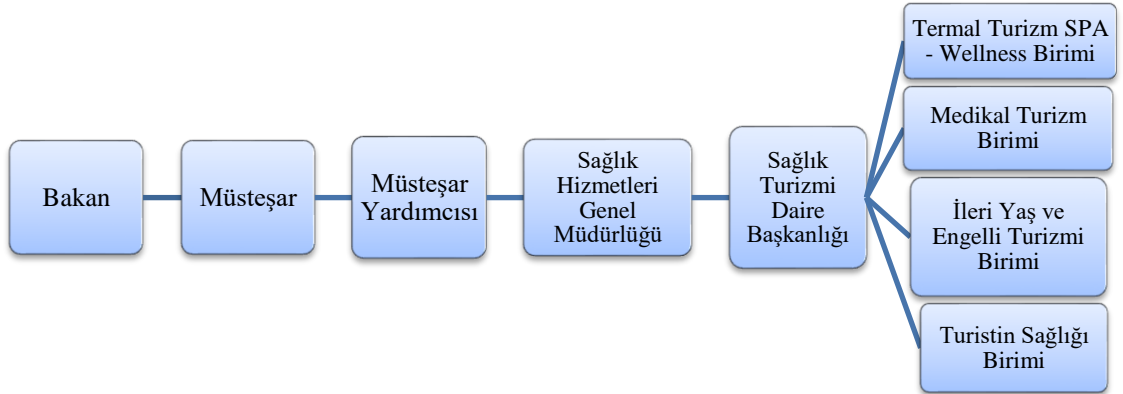 Bakan
Müsteşar
Müsteşar
Yardımcısı
Sağlık
Hizmetleri
Genel
Müdürlüğü
Sağlık
Turizmi
Daire
Başkanlığı
Termal Turizm SPA
- Wellness Birimi
Medikal Turizm
Birimi
İleri Yaş ve
Engelli Turizmi
Birimi
Turistin Sağlığı
Birimi